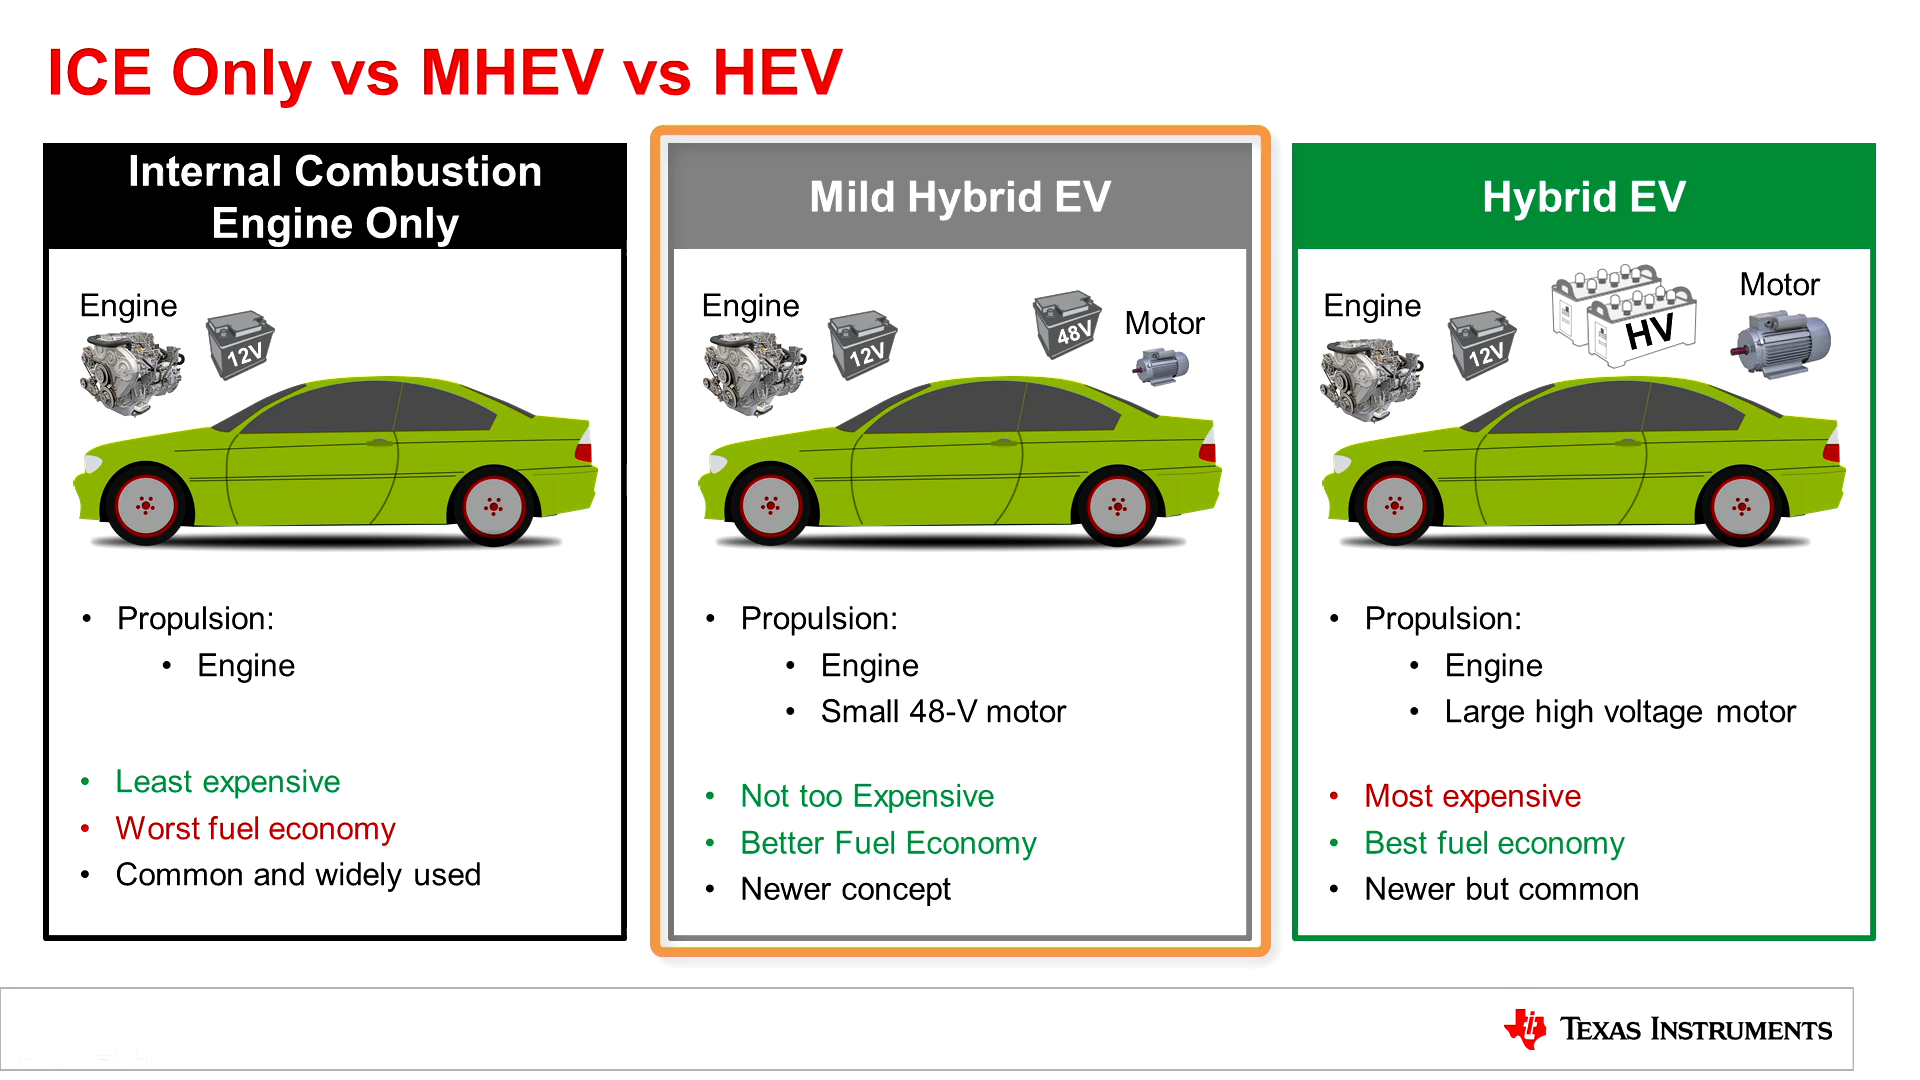 ICE Only vs MHEV vs HEV
Internal Combustion
Engine Only
Engine
12V
• Propulsion:
• Engine
• Least expensive
• Worst fuel economy
• Common and widely used
Mild Hybrid EV
Engine
12V
48V
Motor
• Propulsion:
• Engine
• Small 48-V motor
• Not too Expensive
• Better Fuel Economy
• Newer concept
Hybrid EV
Engine
12V
HV
Motor
• Propulsion:
• Engine
• Large high voltage motor
• Most expensive
• Best fuel economy
• Newer but common
TEXAS INSTRUMENTS